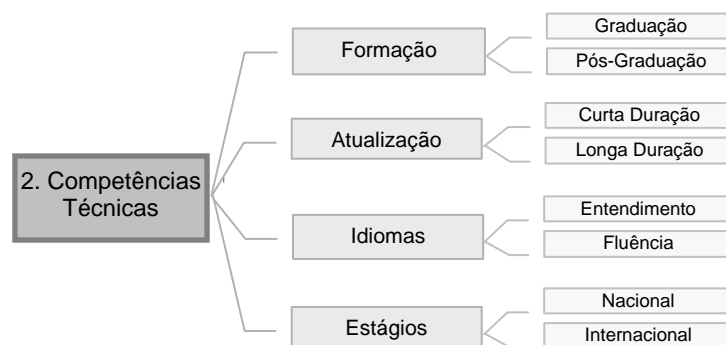 2. Competências
Técnicas
Formação
Graduação
Pós-Graduação
Atualização
Curta Duração
Longa Duração
Idiomas
Entendimento
Fluência
Estágios
Nacional
Internacional